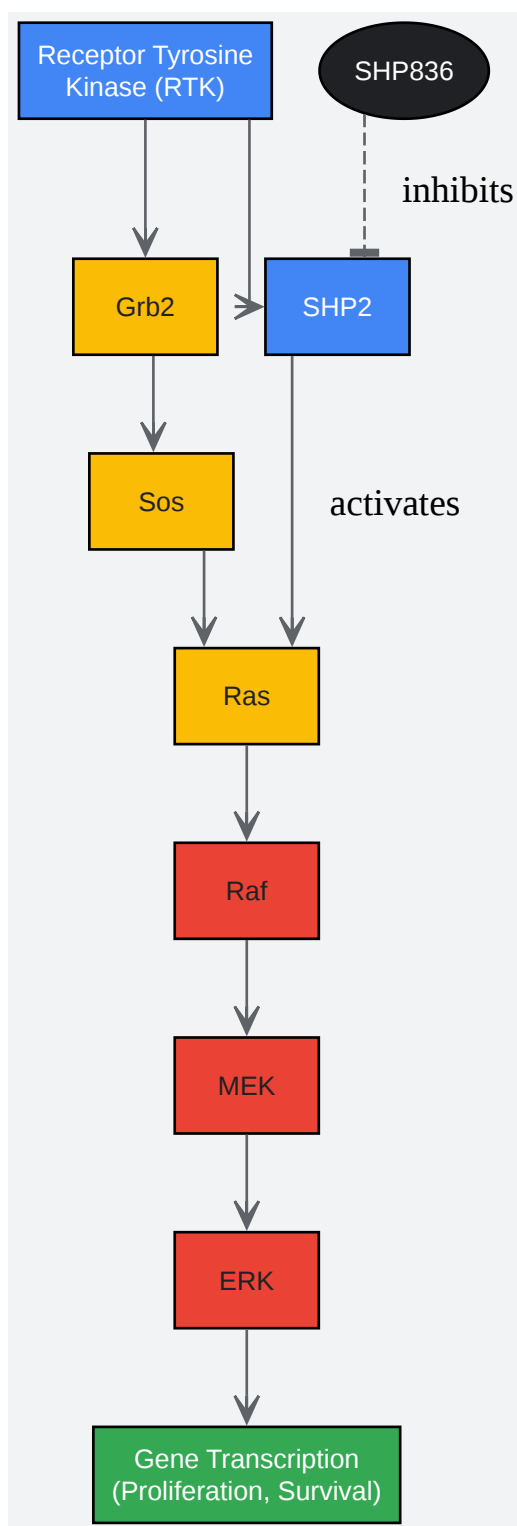 Receptor Tyrosine
Kinase (RTK)
SHP836
inhibits
Grb2
SHP2
Sos
activates
Ras
Raf
MEK
ERK
Gene Transcription
(Proliferation, Survival)